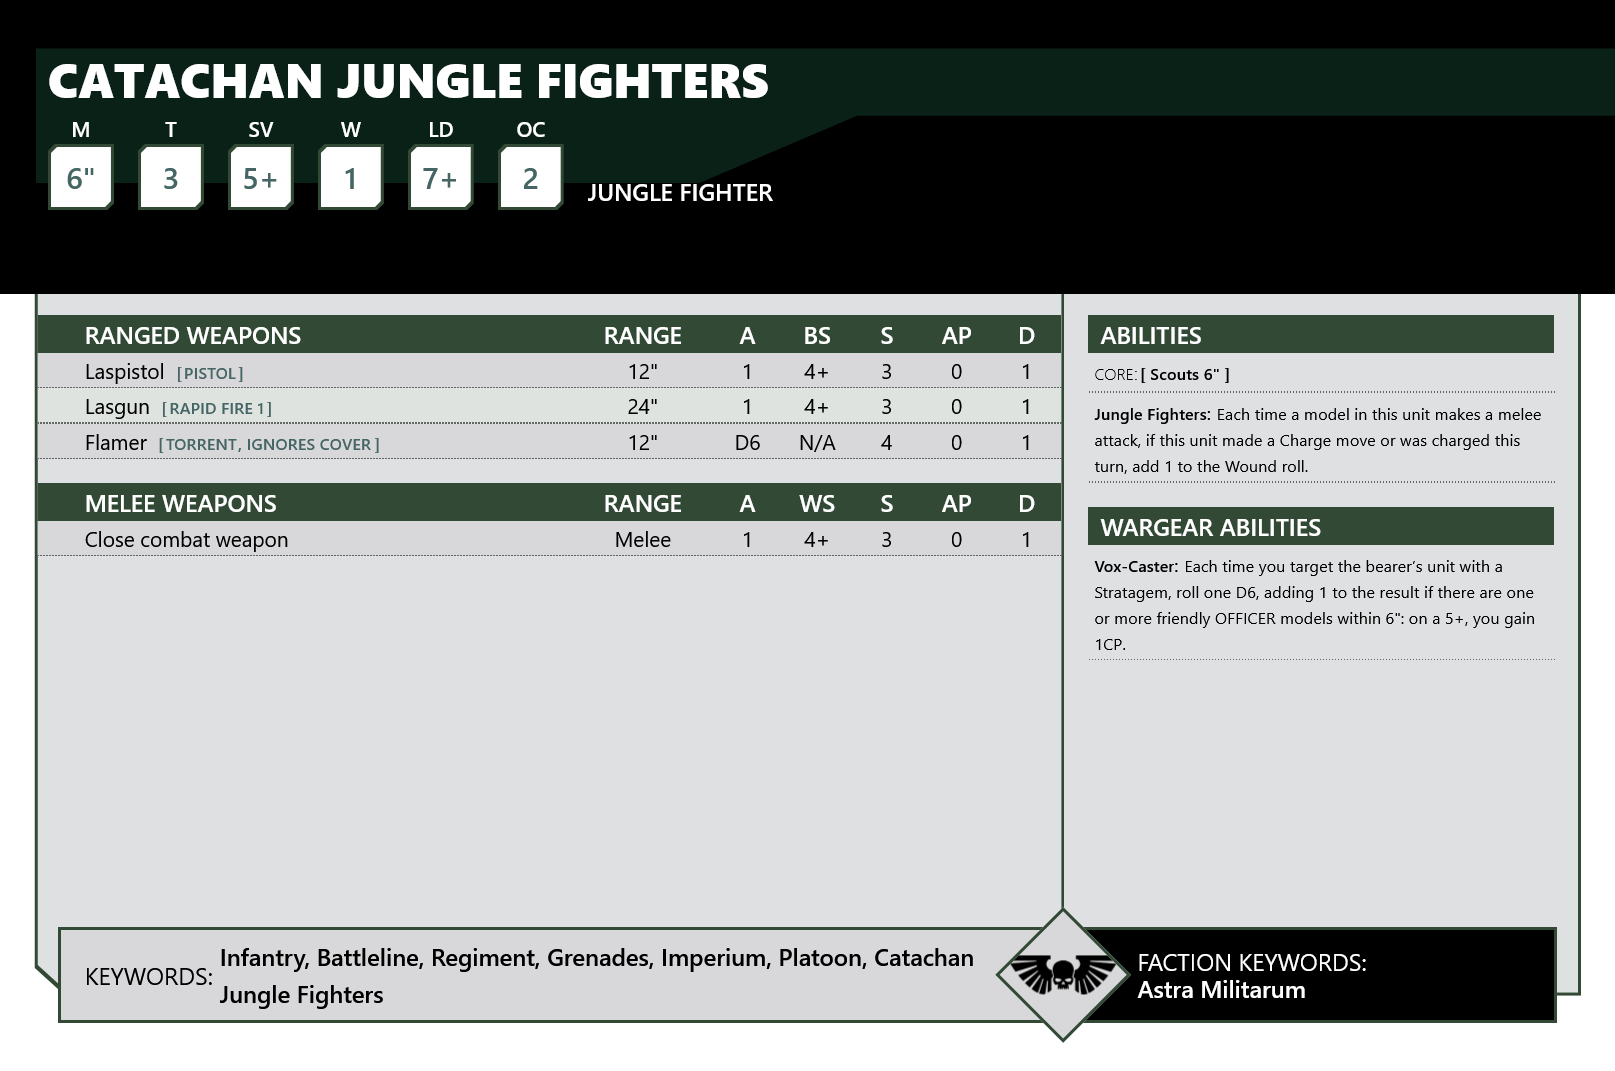 CATACHAN JUNGLE FIGHTERS
M T SV W LD OC
6" 3 5+ 1 7+ 2 JUNGLE FIGHTER
RANGED WEAPONS RANGE A BS S AP D
Laspistol [PISTOL] 12" 1 4+ 3 0 1
Lasgun [RAPID FIRE 1] 24" 1 4+ 3 0 1
Flamer [TORRENT, IGNORES COVER] 12" D6 N/A 4 0 1
MELEE WEAPONS RANGE A WS S AP D
Close combat weapon Melee 1 4+ 3 0 1
ABILITIES
CORE: [ Scouts 6" ]
Jungle Fighters: Each time a model in this unit makes a melee
attack, if this unit made a Charge move or was charged this
turn, add 1 to the Wound roll.
WARGEAR ABILITIES
Vox-Caster: Each time you target the bearer's unit with a
Stratagem, roll one D6, adding 1 to the result if there are one
or more friendly OFFICER models within 6": on a 5+, you gain
1CP.
KEYWORDS: Infantry, Battleline, Regiment, Grenades, Imperium, Platoon, Catachan
Jungle Fighters
FACTION KEYWORDS:
Astra Militarum